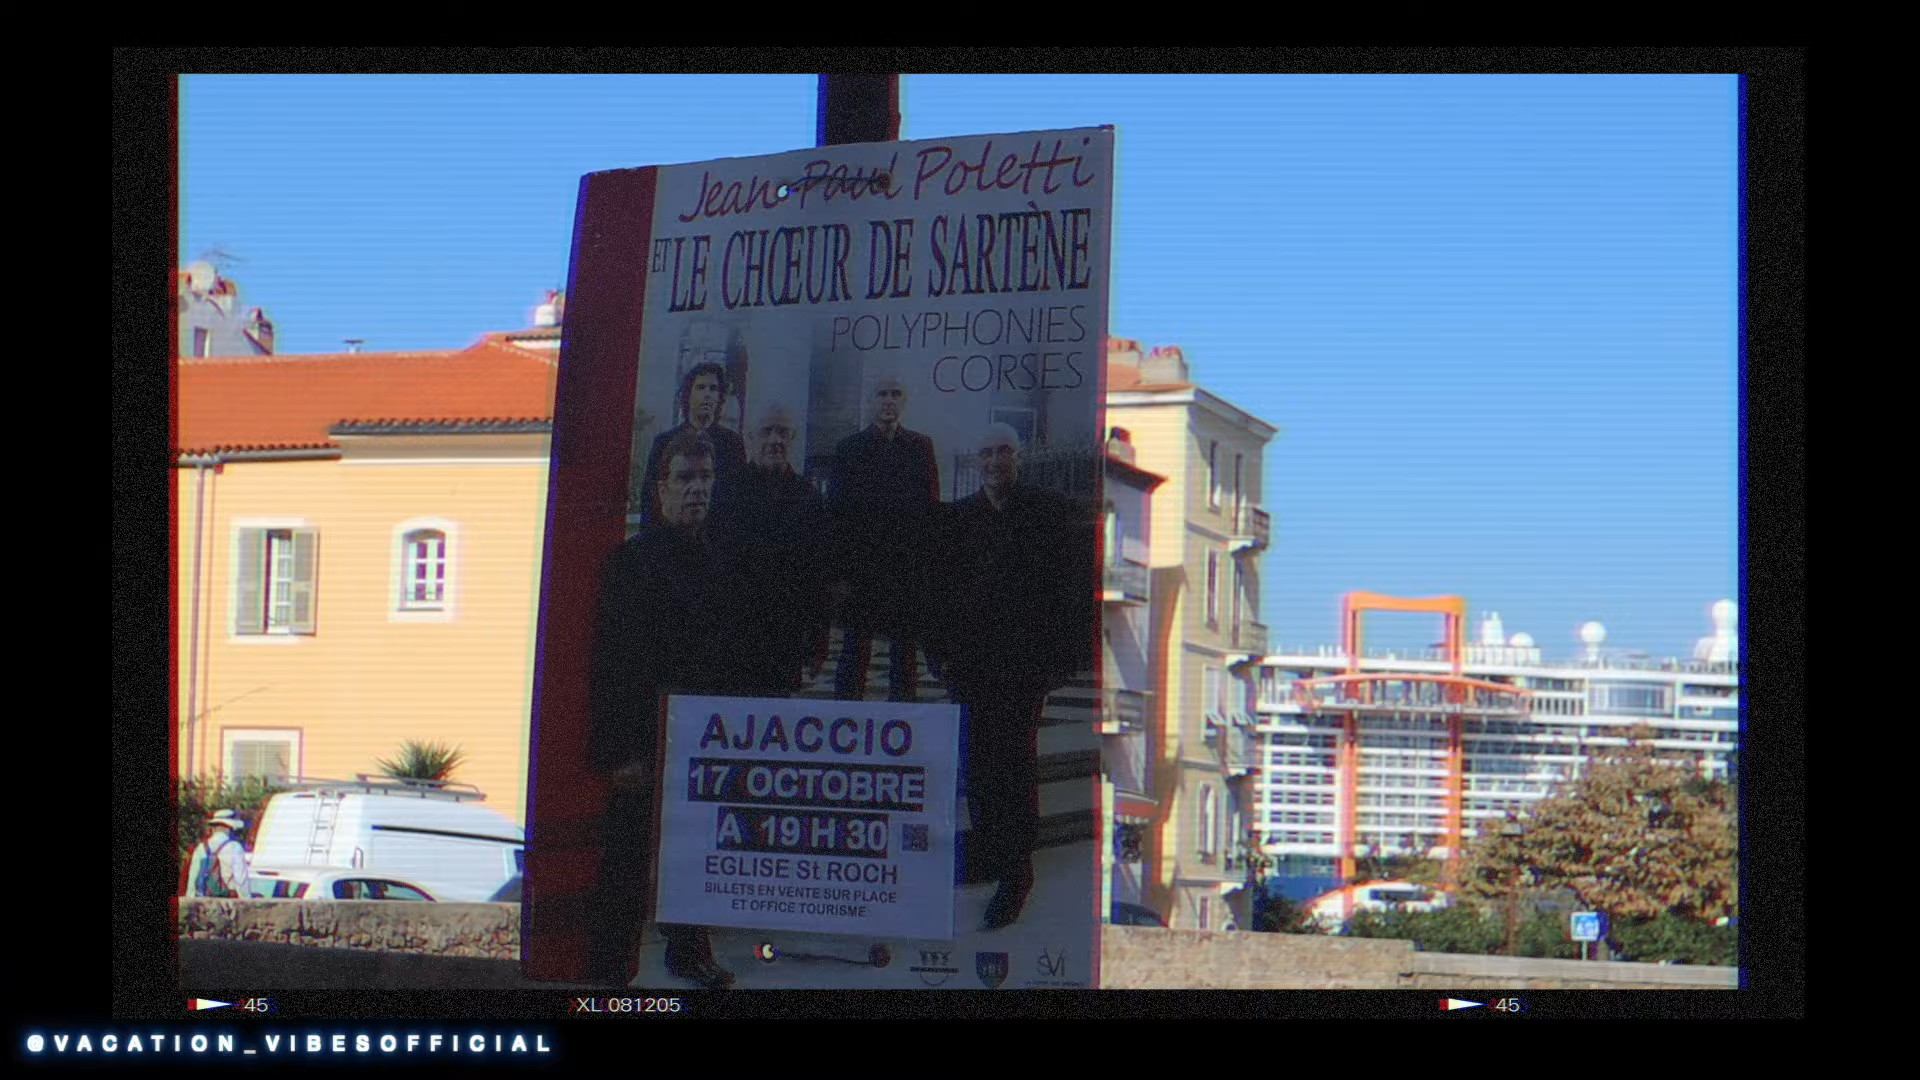 Jean-Paul Poletti
ET LE CHŒUR DE SARTÈNE
POLYPHONIES
CORSES
AJACCIO
17 OCTOBRE
A 19 H 30
EGLISE St ROCH
BILLETS EN VENTE SUR PLACE
ET OFFICE TOURISME
45 XL 081205 45
@VACATION_VIBESOFFICIAL